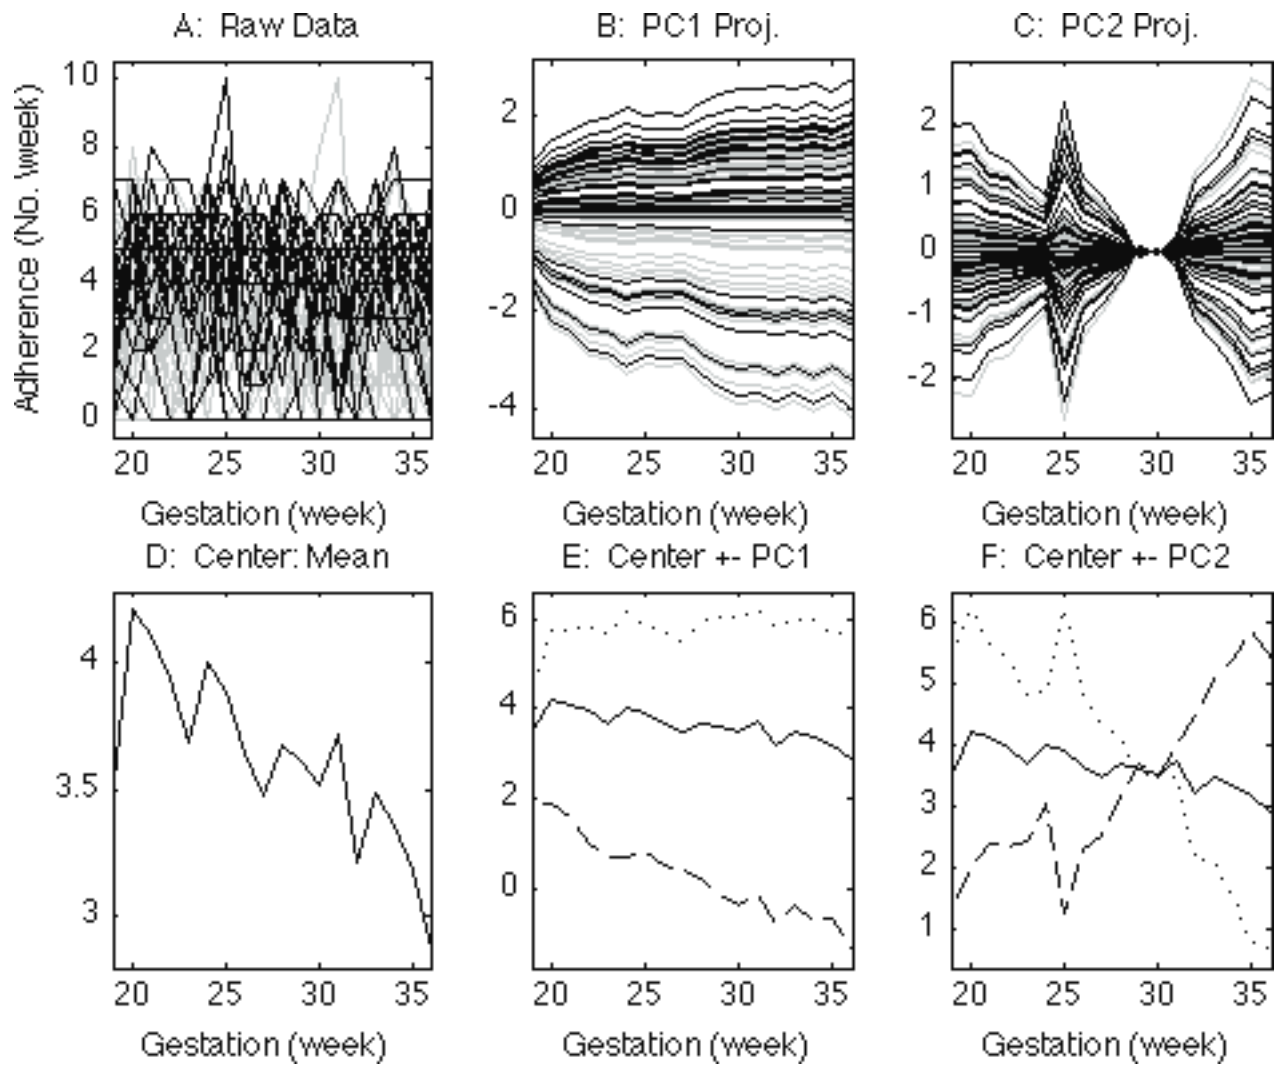 A: Raw Data
B: PC1 Proj.
C: PC2 Proj.
Adherence (No. \week)
10
8
6
4
2
0
20 25 30 35
2
0
-2
-4
20 25 30 35
2
1
0
-1
-2
20 25 30 35
Gestation (week)
Gestation (week)
Gestation (week)
D: Center: Mean
E: Center +- PC1
F: Center +- PC2
4
3.5
3
20 25 30 35
6
4
2
0
20 25 30 35
6
5
4
3
2
1
20 25 30 35
Gestation (week)
Gestation (week)
Gestation (week)